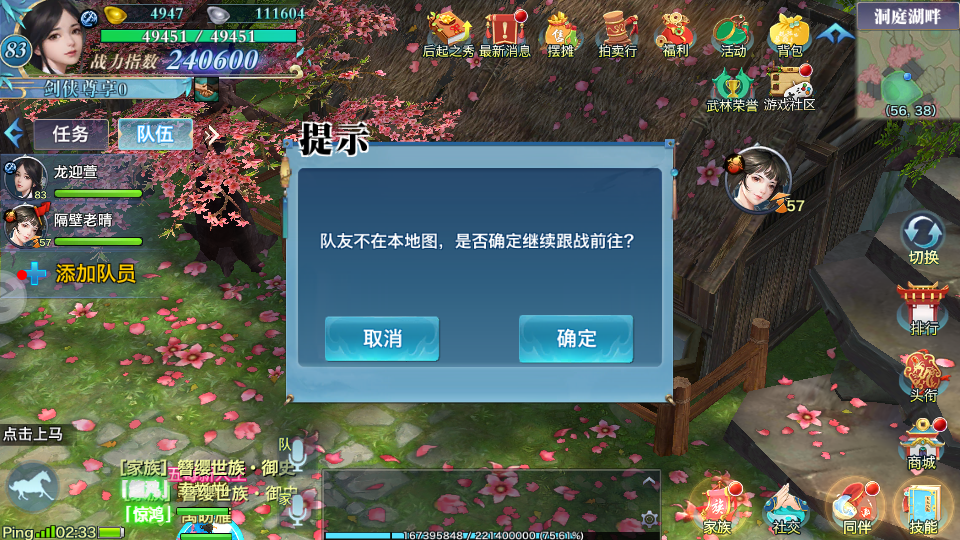 4947
111604
49451 / 49451
83
战力指数 240600
剑侠尊享0
任务
队伍
龙迎萱
83
隔壁老晴
57
添加队员
后起之秀
最新消息
摆摊
拍卖行
福利
活动
背包
武林荣誉
游戏社区
洞庭湖畔
(56, 38)
57
提示
队友不在本地图，是否确定继续跟战前往？
取消
确定
切换
排行
头衔
商城
点击上马
队
[家族] 簪缨世族·御史
簪缨世族·御史
家
[惊鸿]
Ping
02:33
167395848 / 221400000 (75.61%)
家族
社交
同伴
技能